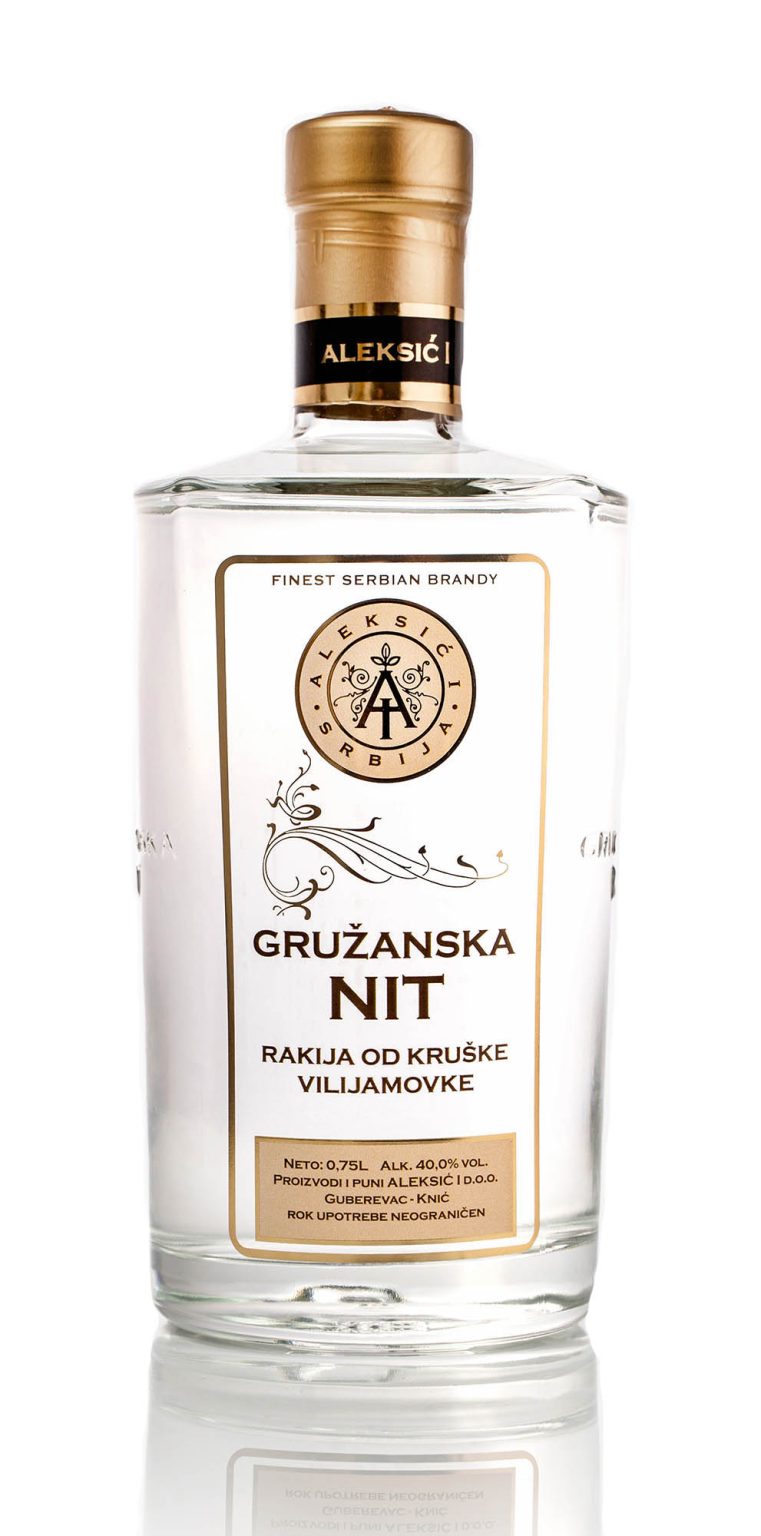 ALEKSIĆ I
FINEST SERBIAN BRANDY
ALEKSIĆ I
SRBIJA
GRUŽANSKA
NIT
RAKIJA OD KRUŠKE
VILIJAMOVKE
NETO: 0,75L ALK. 40,0% VOL.
PROIZVODI I PUNI ALEKSIĆ I D.O.O.
GUBEREVAC - KNIĆ
ROK UPOTREBE NEOGRANIČEN